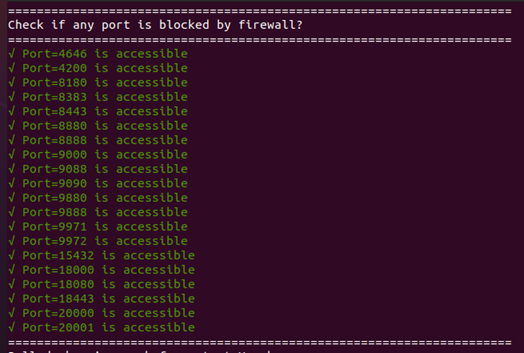 ======================================================================
Check if any port is blocked by firewall?
======================================================================
√ Port=4646 is accessible
√ Port=4200 is accessible
√ Port=8180 is accessible
√ Port=8383 is accessible
√ Port=8443 is accessible
√ Port=8880 is accessible
√ Port=8888 is accessible
√ Port=9000 is accessible
√ Port=9088 is accessible
√ Port=9090 is accessible
√ Port=9880 is accessible
√ Port=9888 is accessible
√ Port=9971 is accessible
√ Port=9972 is accessible
√ Port=15432 is accessible
√ Port=18000 is accessible
√ Port=18080 is accessible
√ Port=18443 is accessible
√ Port=20000 is accessible
√ Port=20001 is accessible
======================================================================